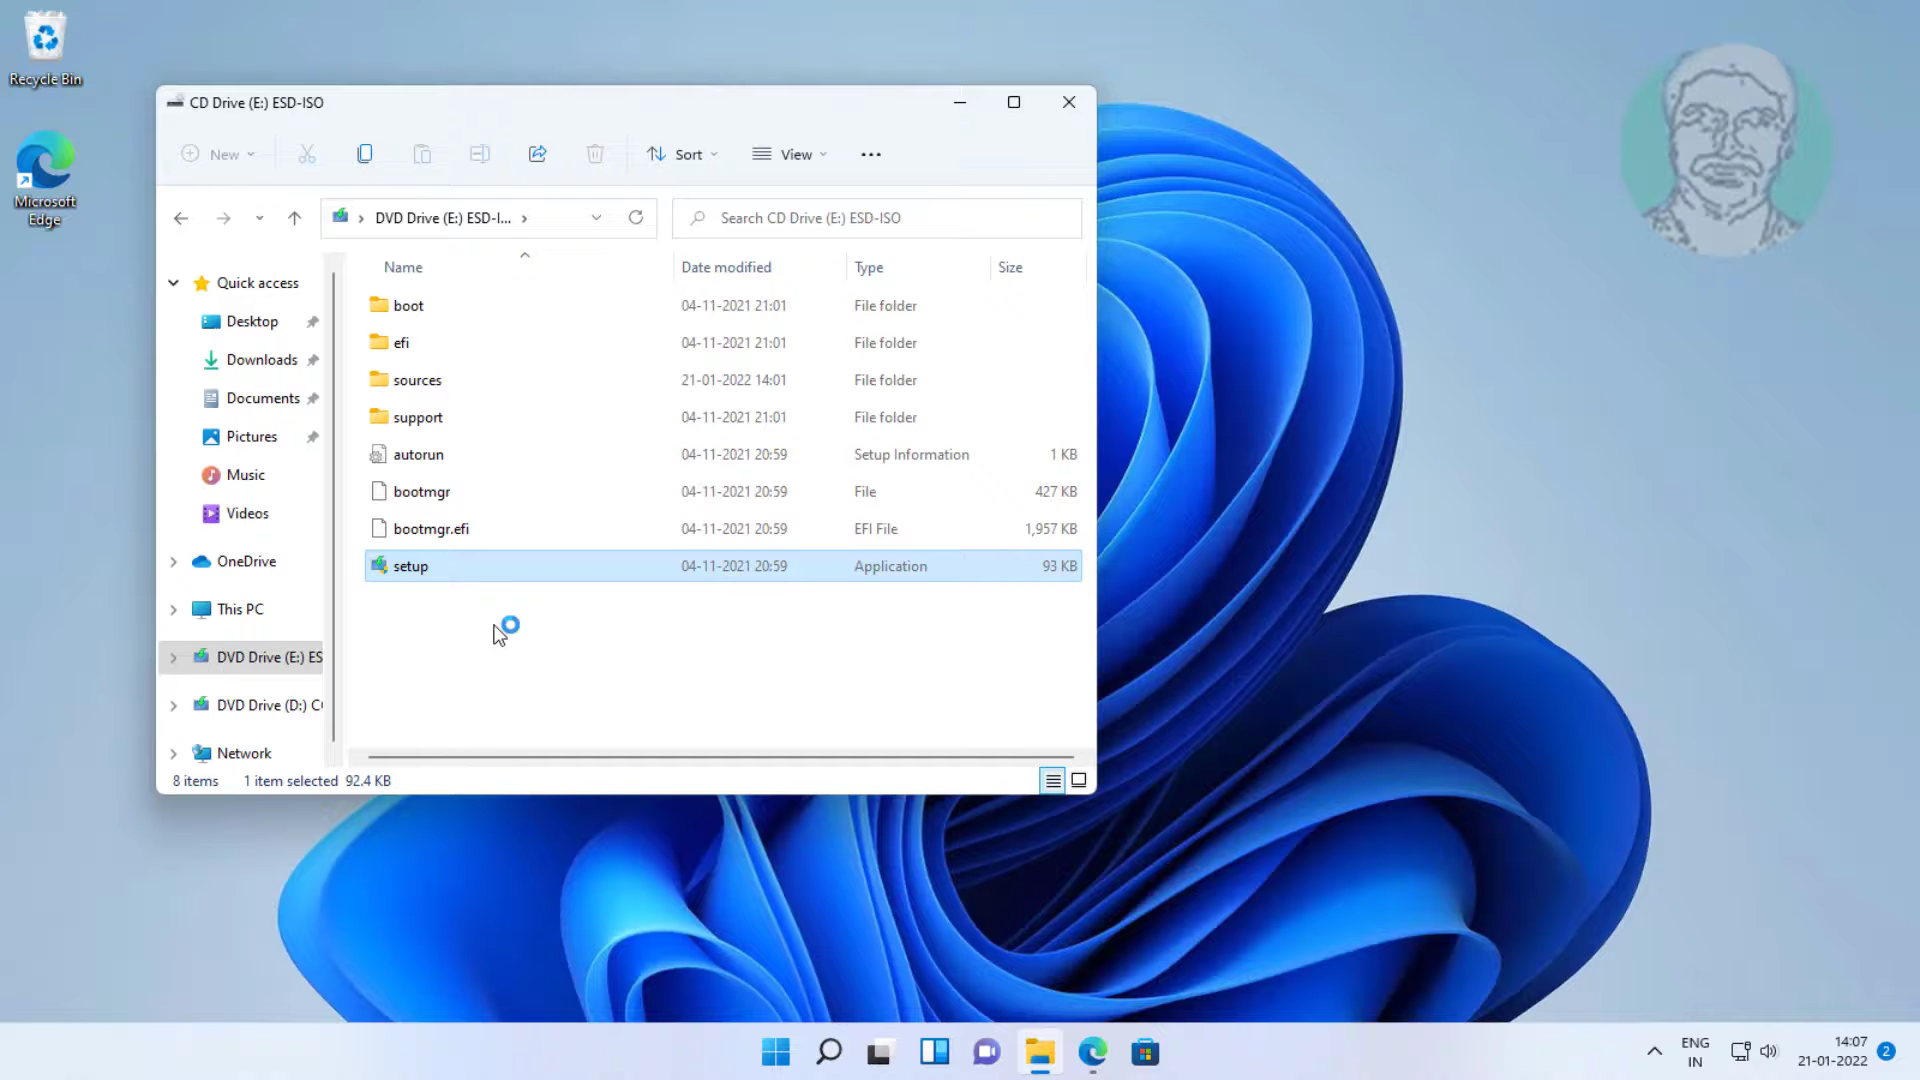 Recycle Bin
Microsoft
Edge
CD Drive (E:) ESD-ISO
New
Sort
View
DVD Drive (E:) ESD-I...
Search CD Drive (E:) ESD-ISO
Name Date modified Type Size
Quick access
Desktop
Downloads
Documents
Pictures
Music
Videos
OneDrive
This PC
DVD Drive (E:) ES
DVD Drive (D:) C
Network
boot 04-11-2021 21:01 File folder
efi 04-11-2021 21:01 File folder
sources 21-01-2022 14:01 File folder
support 04-11-2021 21:01 File folder
autorun 04-11-2021 20:59 Setup Information 1 KB
bootmgr 04-11-2021 20:59 File 427 KB
bootmgr.efi 04-11-2021 20:59 EFI File 1,957 KB
setup 04-11-2021 20:59 Application 93 KB
8 items 1 item selected 92.4 KB
ENG
IN
14:07
21-01-2022
2